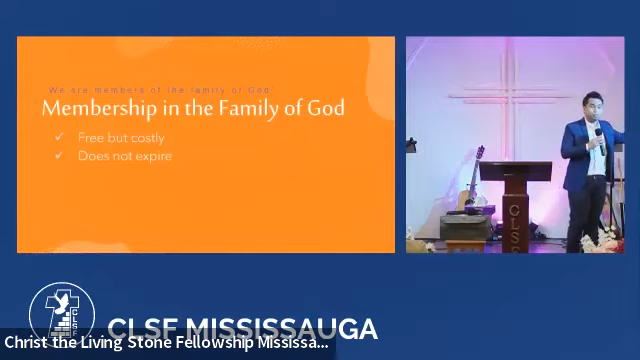 We are members of the family of God
Membership in the Family of God
✓ Free but costly
✓ Does not expire
CLSF
CLSF
CLSF MISSISSAUGA
Christ the Living Stone Fellowship Mississa...